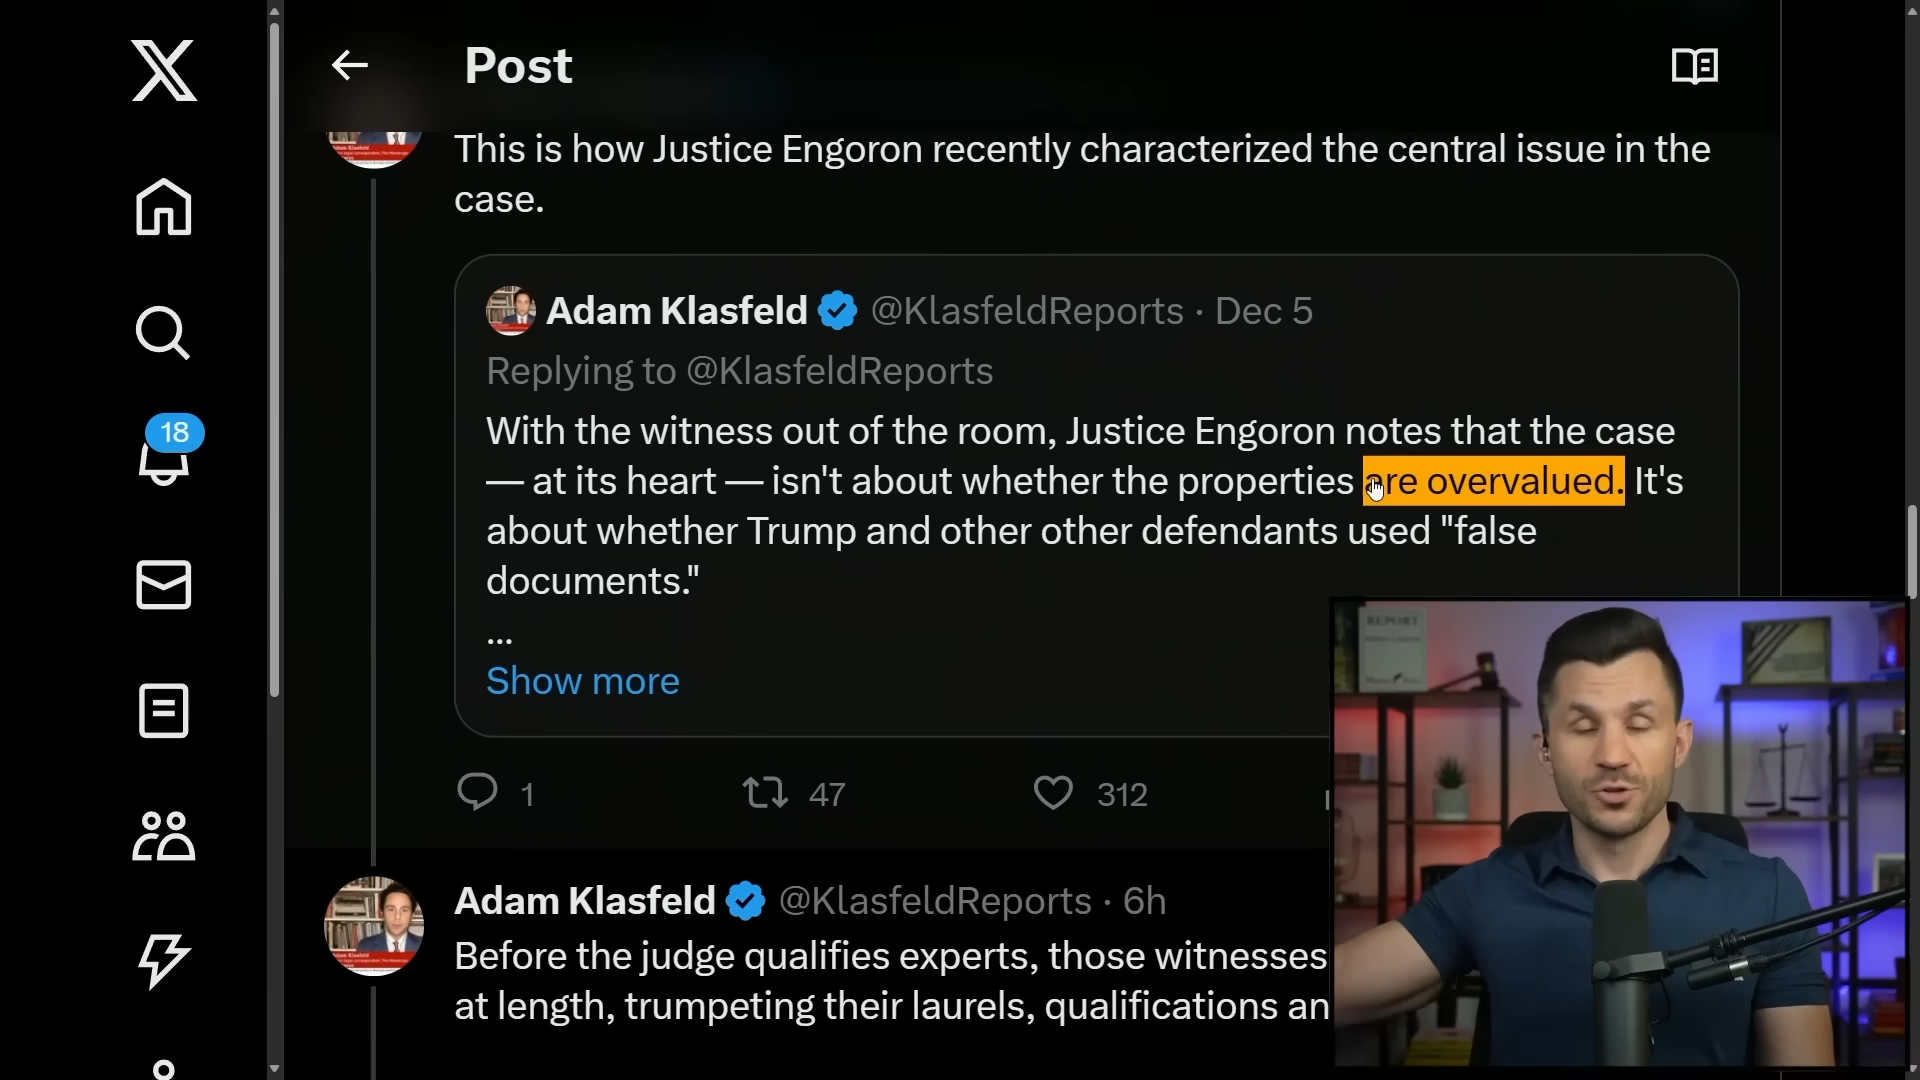 Post
This is how Justice Engoron recently characterized the central issue in the
case.
Adam Klasfeld @KlasfeldReports · Dec 5
Replying to @KlasfeldReports
With the witness out of the room, Justice Engoron notes that the case
— at its heart — isn't about whether the properties are overvalued. It's
about whether Trump and other other defendants used "false
documents."
...
Show more
18
1 47 312
REPORT
Adam Klasfeld @KlasfeldReports · 6h
Before the judge qualifies experts, those witnesses
at length, trumpeting their laurels, qualifications an